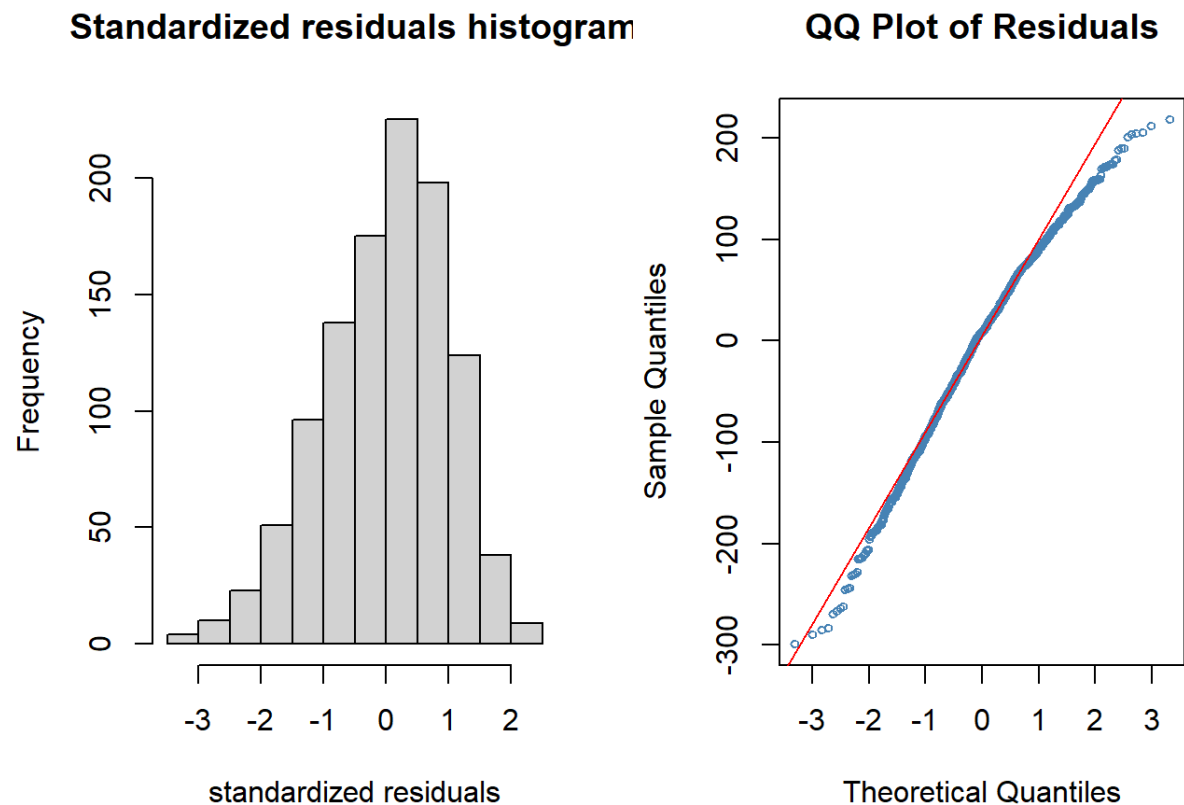 Standardized residuals histogram
Frequency
200
150
100
50
0
-3 -2 -1 0 1 2
standardized residuals
QQ Plot of Residuals
Sample Quantiles
200
100
0
-100
-200
-300
-3 -2 -1 0 1 2 3
Theoretical Quantiles